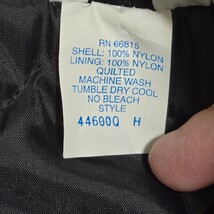 RN 66815
SHELL: 100% NYLON
LINING: 100% NYLON
QUILTED
MACHINE WASH
TUMBLE DRY COOL
NO BLEACH
STYLE
44600Q H